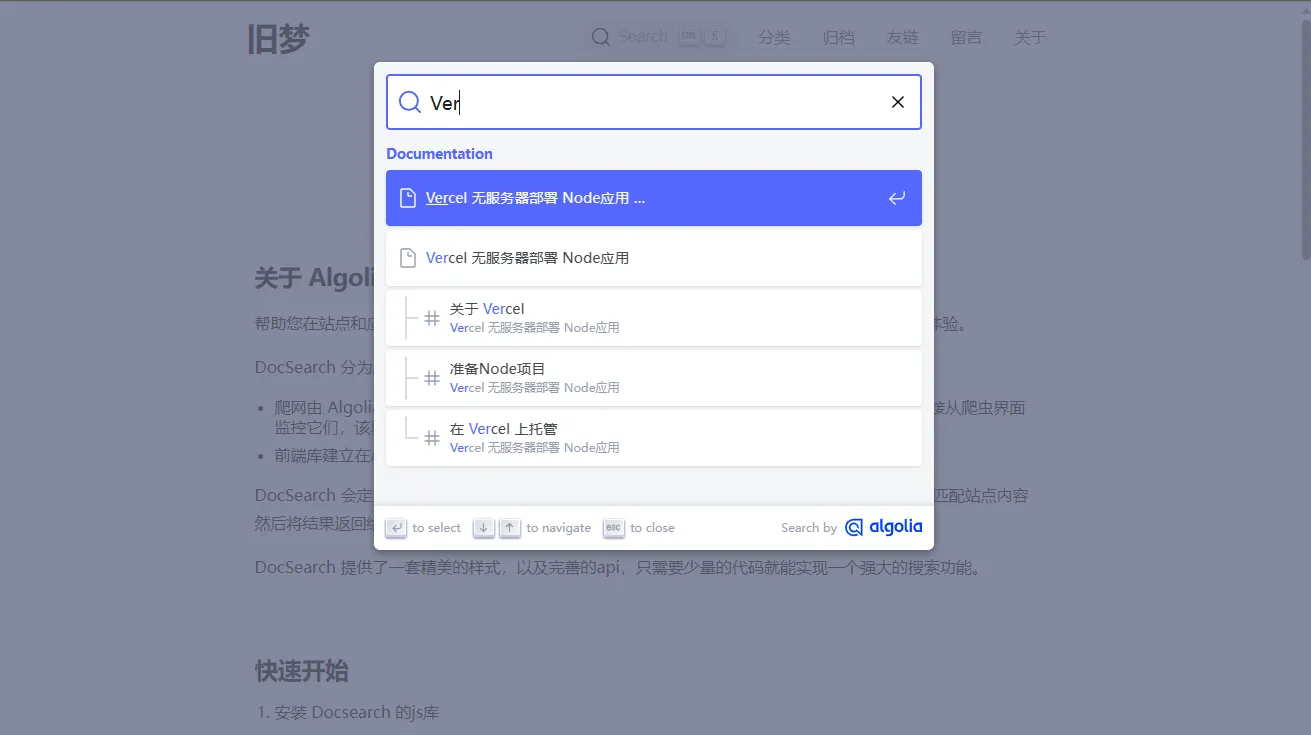 旧梦
Search
分类
归档
友链
留言
关于
Ver
Documentation
Vercel 无服务器部署 Node应用 ...
Vercel 无服务器部署 Node应用
关于 Vercel
Vercel 无服务器部署 Node应用
准备Node项目
Vercel 无服务器部署 Node应用
在 Vercel 上托管
Vercel 无服务器部署 Node应用
to select
to navigate
esc
to close
Search by
algolia
关于 Algoli
帮助您在站点和
体验。
DocSearch 分为
爬网由 Algoli
接从爬虫界面
监控它们，该
前端库建立在
DocSearch 会定
匹配站点内容
然后将结果返回
DocSearch 提供了一套精美的样式，以及完善的api，只需要少量的代码就能实现一个强大的搜索功能。
快速开始
1. 安装 Docsearch 的js库